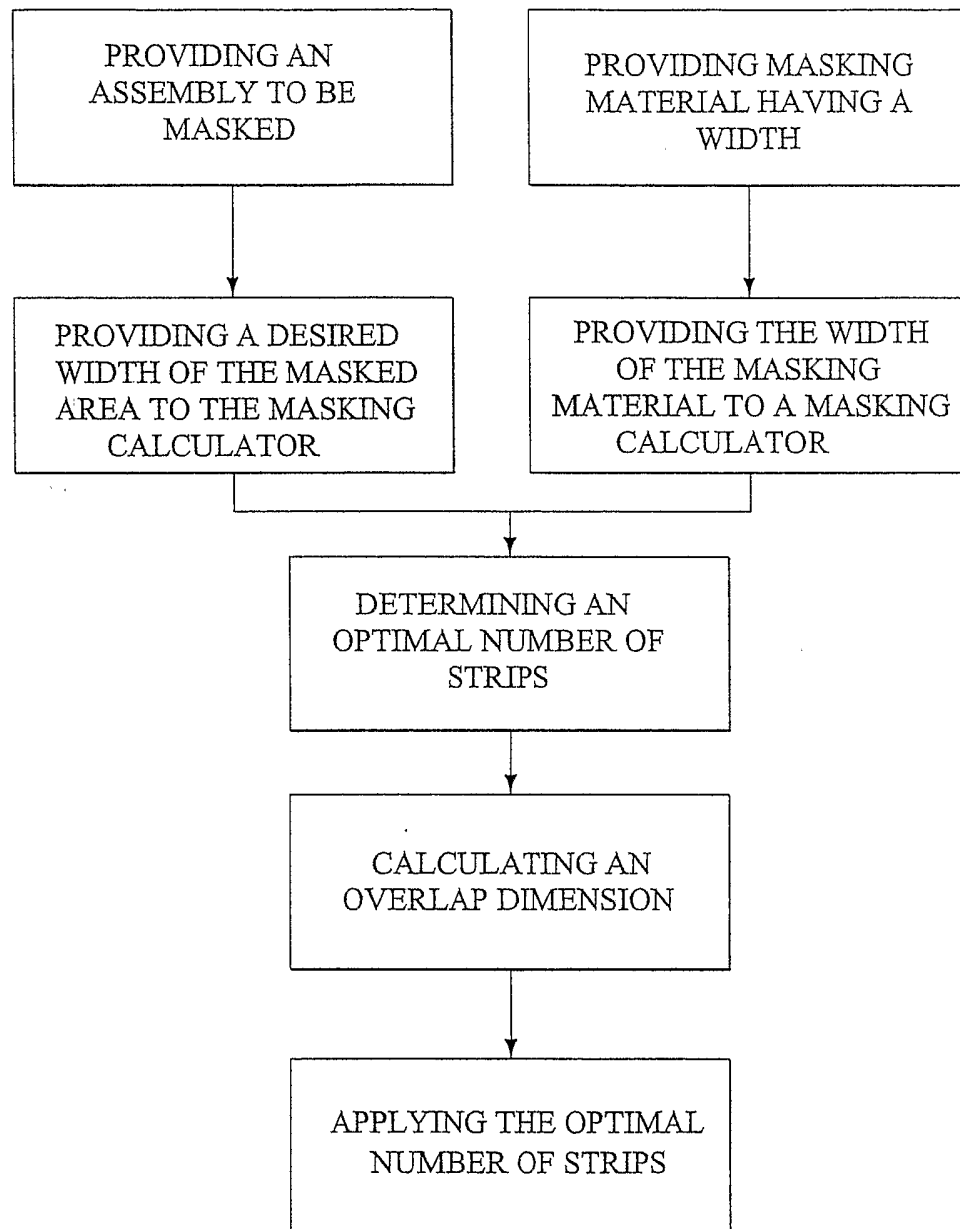 PROVIDING AN
ASSEMBLY TO BE
MASKED
PROVIDING MASKING
MATERIAL HAVING A
WIDTH
PROVIDING A DESIRED
WIDTH OF THE MASKED
AREA TO THE MASKING
CALCULATOR
PROVIDING THE WIDTH
OF THE MASKING
MATERIAL TO A MASKING
CALCULATOR
DETERMINING AN
OPTIMAL NUMBER OF
STRIPS
CALCULATING AN
OVERLAP DIMENSION
APPLYING THE OPTIMAL
NUMBER OF STRIPS